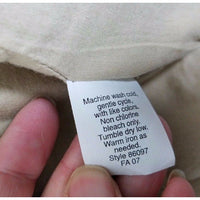 Machine wash cold,
gentle cycle,
with like colors,
Non chlorine
bleach only.
Tumble dry low.
Warm iron as
needed.
Style 86097
FA 07